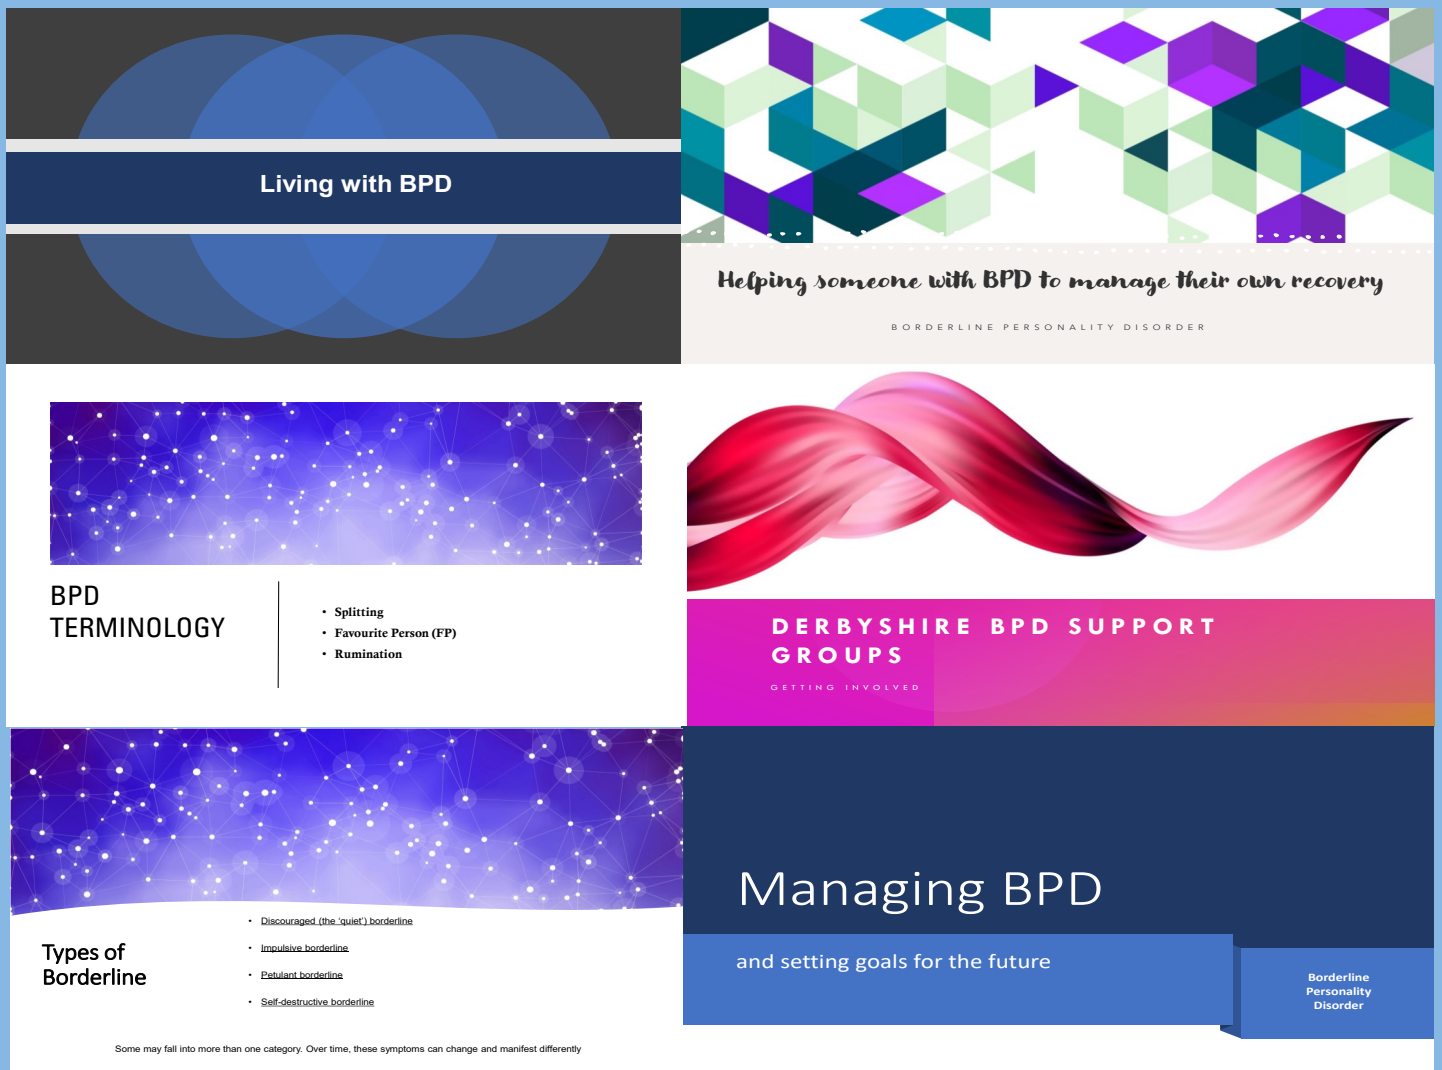 Living with BPD
Helping someone with BPD to manage their own recovery
BORDERLINE PERSONALITY DISORDER
BPD
TERMINOLOGY
• Splitting
• Favourite Person (FP)
• Rumination
DERBYSHIRE BPD SUPPORT
GROUPS
GETTING INVOLVED
Types of
Borderline
• Discouraged (the 'quiet') borderline
• Impulsive borderline
• Petulant borderline
• Self-destructive borderline
Some may fall into more than one category. Over time, these symptoms can change and manifest differently
Managing BPD
and setting goals for the future
Borderline
Personality
Disorder